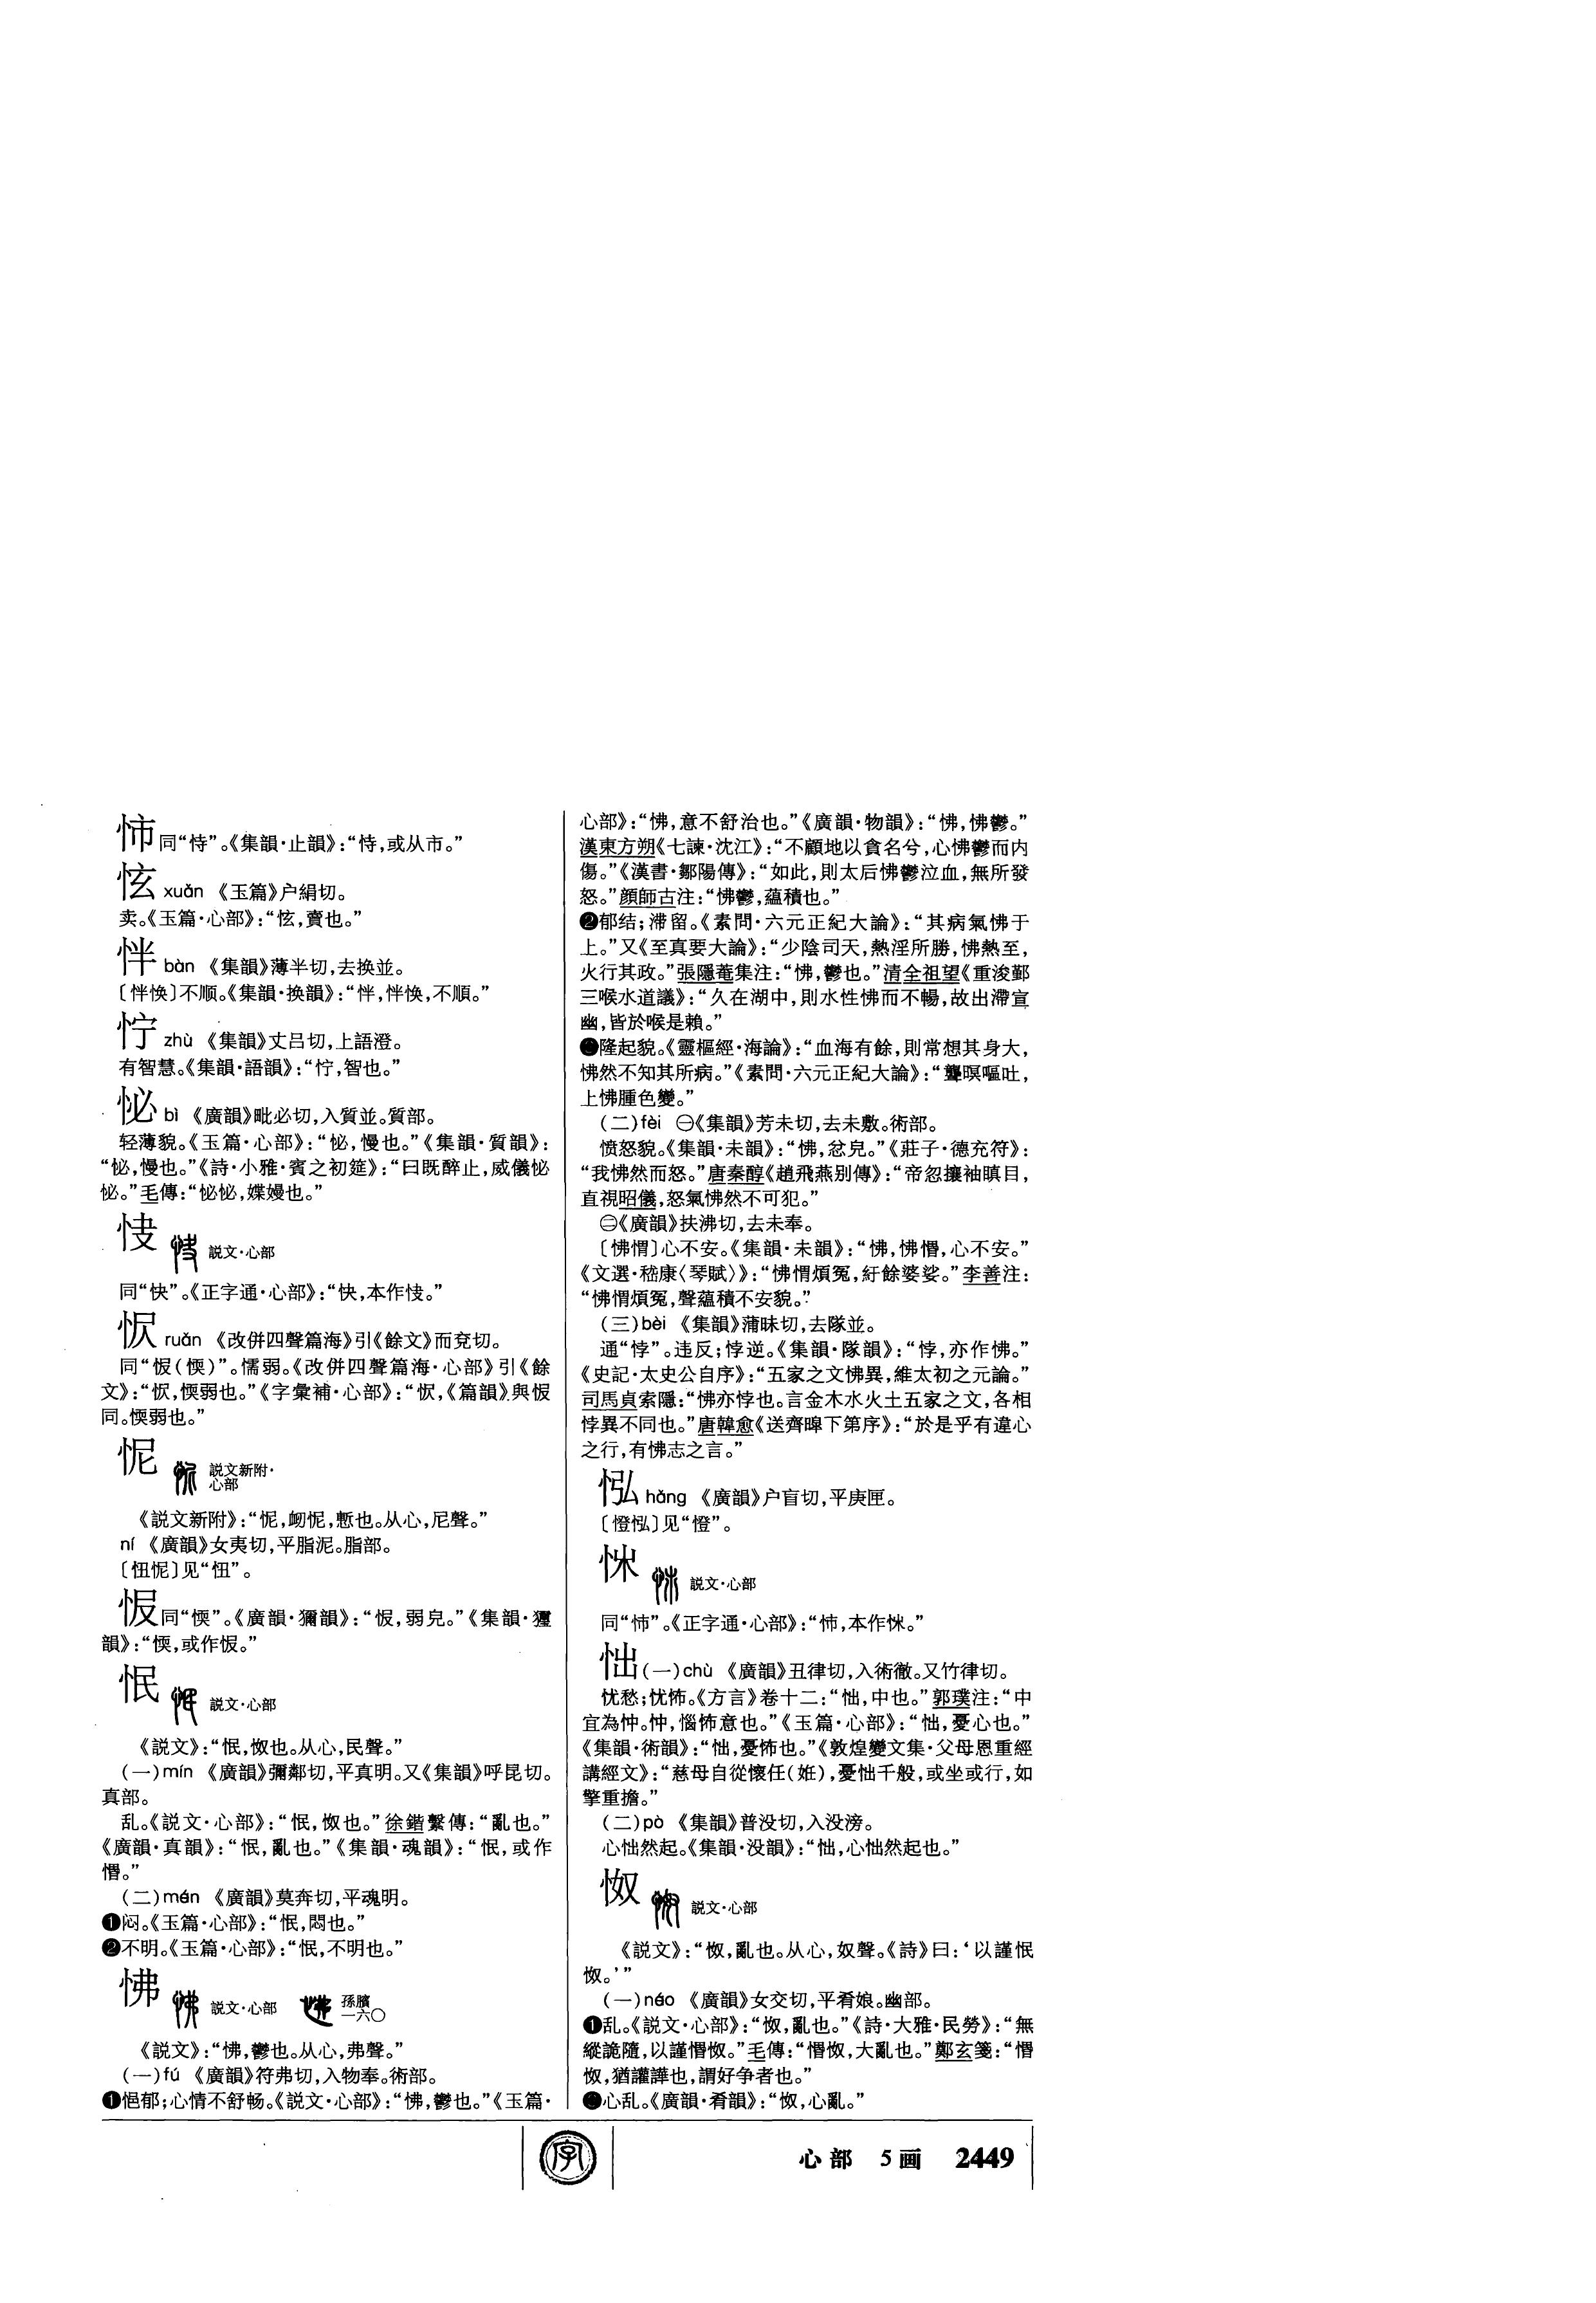 㤏同“恃”。《集韻·止韻》：“恃，或从市。”
怰 xuǎn 《玉篇》户絹切。
卖。《玉篇·心部》：“怰，賣也。”
怑 bàn 《集韻》薄半切，去换並。
〔怑㤚〕不顺。《集韻·换韻》：“怑，怑㤚，不順。”
㤖 zhù 《集韻》丈吕切，上語澄。
有智慧。《集韻·語韻》：“㤖，智也。”
怭 bì 《廣韻》毗必切，入質並。質部。
轻薄貌。《玉篇·心部》：“怭，慢也。”《集韻·質韻》：
“怭，慢也。”《詩·小雅·賓之初筵》：“曰既醉止，威儀怭
怭。”毛傳：“怭怭，媟嫚也。”
説文·心部
同“快”。《正字通·心部》：“快，本作㤕。”
ruǎn 《改併四聲篇海》引《餘文》而兗切。
同“㤌（愞）”。懦弱。《改併四聲篇海·心部》引《餘
文》：“，愞弱也。”《字彙補·心部》：“，《篇韻》與㤌
同。愞弱也。”
怩 説文新附·
心部
《説文新附》：“怩，忸怩，慙也。从心，尼聲。”
ní 《廣韻》女夷切，平脂泥。脂部。
〔忸怩〕见“忸”。
㤌同“愞”。《廣韻·獮韻》：“㤌，弱皃。”《集韻·𤣗
韻》：“愞，或作㤌。”
怋 説文·心部
《説文》：“怋，怓也。从心，民聲。”
（一）mín 《廣韻》彌鄰切，平真明。又《集韻》呼昆切。
真部。
乱。《説文·心部》：“怋，怓也。”徐鍇繫傳：“亂也。”
《廣韻·真韻》：“怋，亂也。”《集韻·魂韻》：“怋，或作
惛。”
（二）mén 《廣韻》莫奔切，平魂明。
❶闷。《玉篇·心部》：“怋，悶也。”
❷不明。《玉篇·心部》：“怋，不明也。”
怫 説文·心部 孫臏
一六〇
《説文》：“怫，鬱也。从心，弗聲。”
（一）fú 《廣韻》符弗切，入物奉。術部。
❶悒郁；心情不舒畅。《説文·心部》：“怫，鬱也。”《玉篇·
心部》：“怫，意不舒治也。”《廣韻·物韻》：“怫，怫鬱。”
漢東方朔《七諫·沈江》：“不顧地以貪名兮，心怫鬱而内
傷。”《漢書·鄒陽傳》：“如此，則太后怫鬱泣血，無所發
怒。”顔師古注：“怫鬱，藴積也。”
❷郁结；滞留。《素問·六元正紀大論》：“其病氣怫于
上。”又《至真要大論》：“少陰司天，熱淫所勝，怫熱至，
火行其政。”張隱菴集注：“怫，鬱也。”清全祖望《重浚鄞
三喉水道議》：“久在湖中，則水性怫而不暢，故出滯宣
幽，皆於喉是賴。”
❸隆起貌。《靈樞經·海論》：“血海有餘，則常想其身大，
怫然不知其所病。”《素問·六元正紀大論》：“聾瞑嘔吐，
上怫腫色變。”
（二）fèi ㊀《集韻》芳未切，去未敷。術部。
愤怒貌。《集韻·未韻》：“怫，忿皃。”《莊子·德充符》：
“我怫然而怒。”唐秦醇《趙飛燕别傳》：“帝忽攘袖瞋目，
直視昭儀，怒氣怫然不可犯。”
㊁《廣韻》扶沸切，去未奉。
〔怫㥜〕心不安。《集韻·未韻》：“怫，怫㥜，心不安。”
《文選·嵇康〈琴賦〉》：“怫㥜煩冤，紆餘婆娑。”李善注：
“怫㥜煩冤，聲藴積不安貌。”
（三）bèi 《集韻》蒲昧切，去隊並。
通“悖”。违反；悖逆。《集韻·隊韻》：“悖，亦作怫。”
《史記·太史公自序》：“五家之文怫異，維太初之元論。”
司馬貞索隱：“怫亦悖也。言金木水火土五家之文，各相
悖異不同也。”唐韓愈《送齊暭下第序》：“於是乎有違心
之行，有怫志之言。”
㤨 hǎng 《廣韻》户盲切，平庚匣。
〔憕㤨〕见“憕”。
㤄 説文·心部
同“怖”。《正字通·心部》：“怖，本作㤄。”
怞（一）chù 《廣韻》丑律切，入術徹。又竹律切。
忧愁；忧怖。《方言》卷十二：“㤕，中也。”郭璞注：“中
宜為忡。忡，惱怖意也。”《玉篇·心部》：“㤕，憂心也。”
《集韻·術韻》：“㤕，憂怖也。”《敦煌變文集·父母恩重經
講經文》：“慈母自從懷任（妊），憂㤕千般，或坐或行，如
擎重擔。”
（二）pò 《集韻》普没切，入没滂。
心㤕然起。《集韻·没韻》：“㤕，心㤕然起也。”
怓 説文·心部
《説文》：“怓，亂也。从心，奴聲。《詩》曰：‘以謹怋
怓。’”
（一）náo 《廣韻》女交切，平肴娘。幽部。
❶乱。《説文·心部》：“怓，亂也。”《詩·大雅·民勞》：“無
縱詭隨，以謹惛怓。”毛傳：“惛怓，大亂也。”鄭玄箋：“惛
怓，猶讙譁也，謂好争者也。”
❷心乱。《廣韻·肴韻》：“怓，心亂。”
字
心部 5画 2449